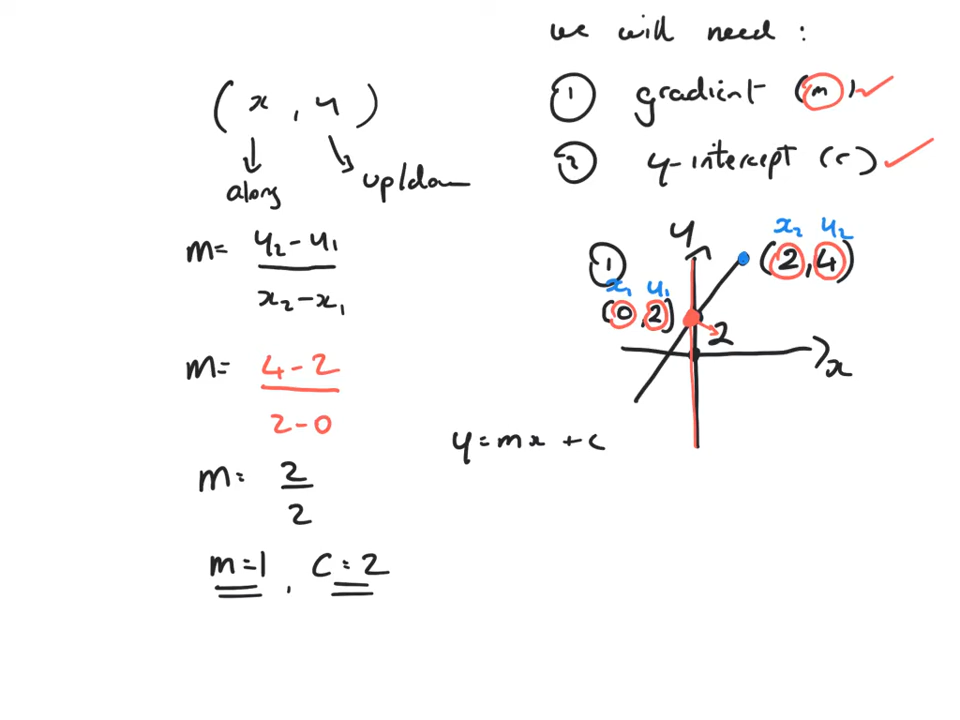 we will need :
① gradient (m) ✓
② y-intercept (c) ✓
(x , y)
along
up/down
m= y₂-y₁
x₂-x₁
m= 4-2
2-0
m= 2
2
m=1 , c=2
y
①
x₂ y₂
(2,4)
x₁ y₁
(0,2)
2
x
y=mx+c